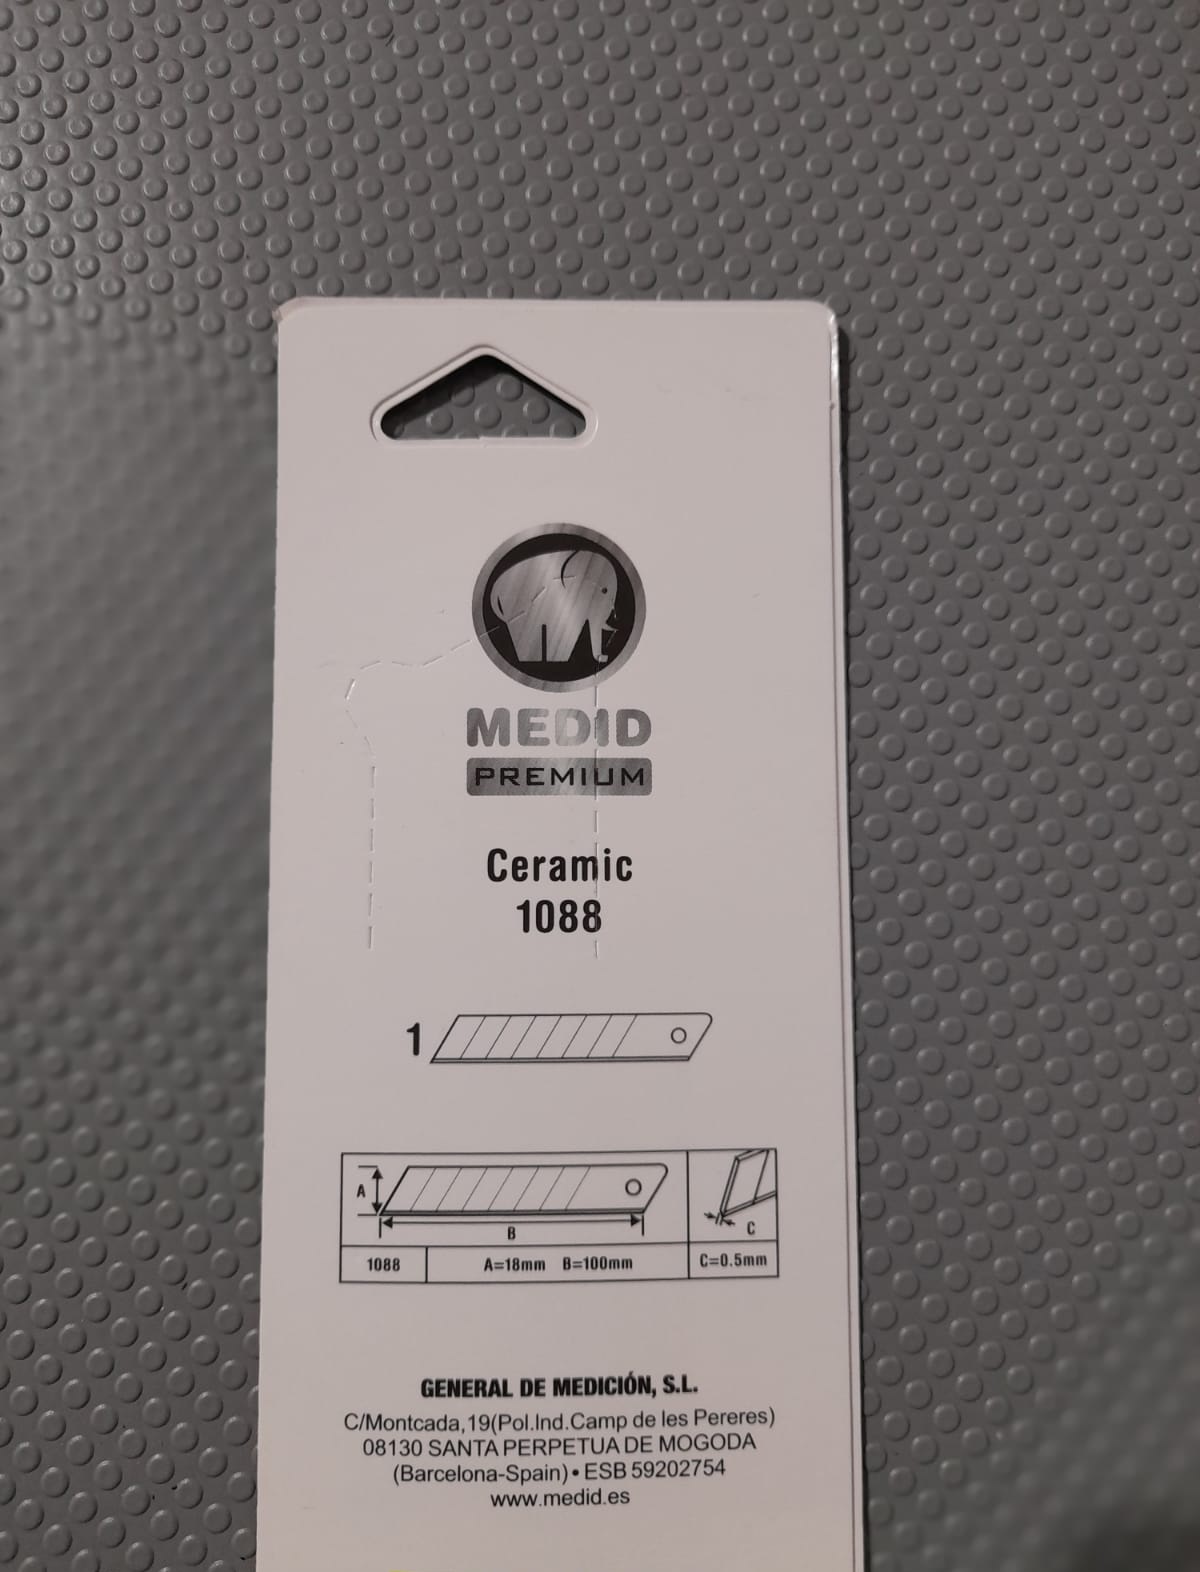 MEDID
PREMIUM
Ceramic
1088
1
A
B
C
1088 A=18mm B=100mm C=0.5mm
GENERAL DE MEDICIÓN, S.L.
C/Montcada,19(Pol.Ind.Camp de les Pereres)
08130 SANTA PERPETUA DE MOGODA
(Barcelona-Spain)• ESB 59202754
www.medid.es